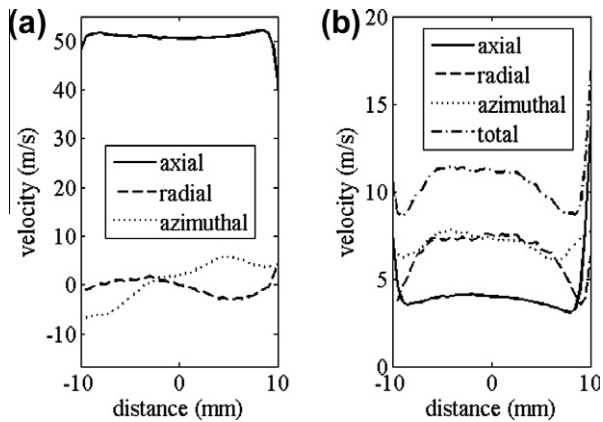 (a)
velocity (m/s)
50
40
30
20
10
0
-10
axial
radial
azimuthal
-10
0
10
distance (mm)
(b)
velocity (m/s)
20
15
10
5
0
axial
radial
azimuthal
total
-10
0
10
distance (mm)